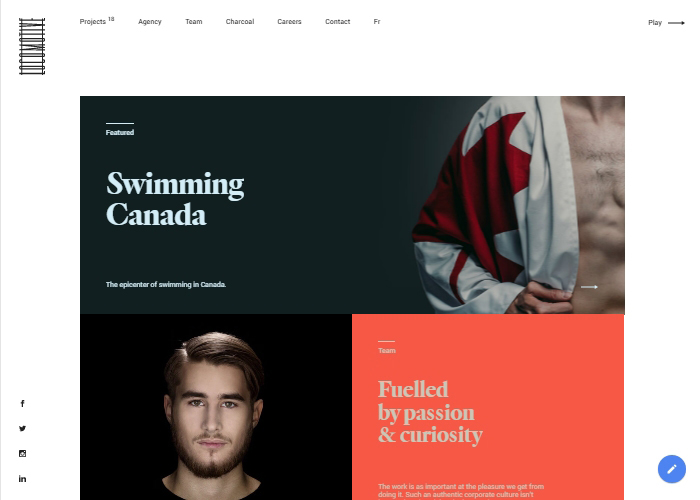 Projects 18
Agency
Team
Charcoal
Careers
Contact
Fr
Play
Featured
Swimming
Canada
The epicenter of swimming in Canada.
Team
Fuelled
by passion
& curiosity
The work is as important at the pleasure we get from
doing it. Such an authentic corporate culture isn't